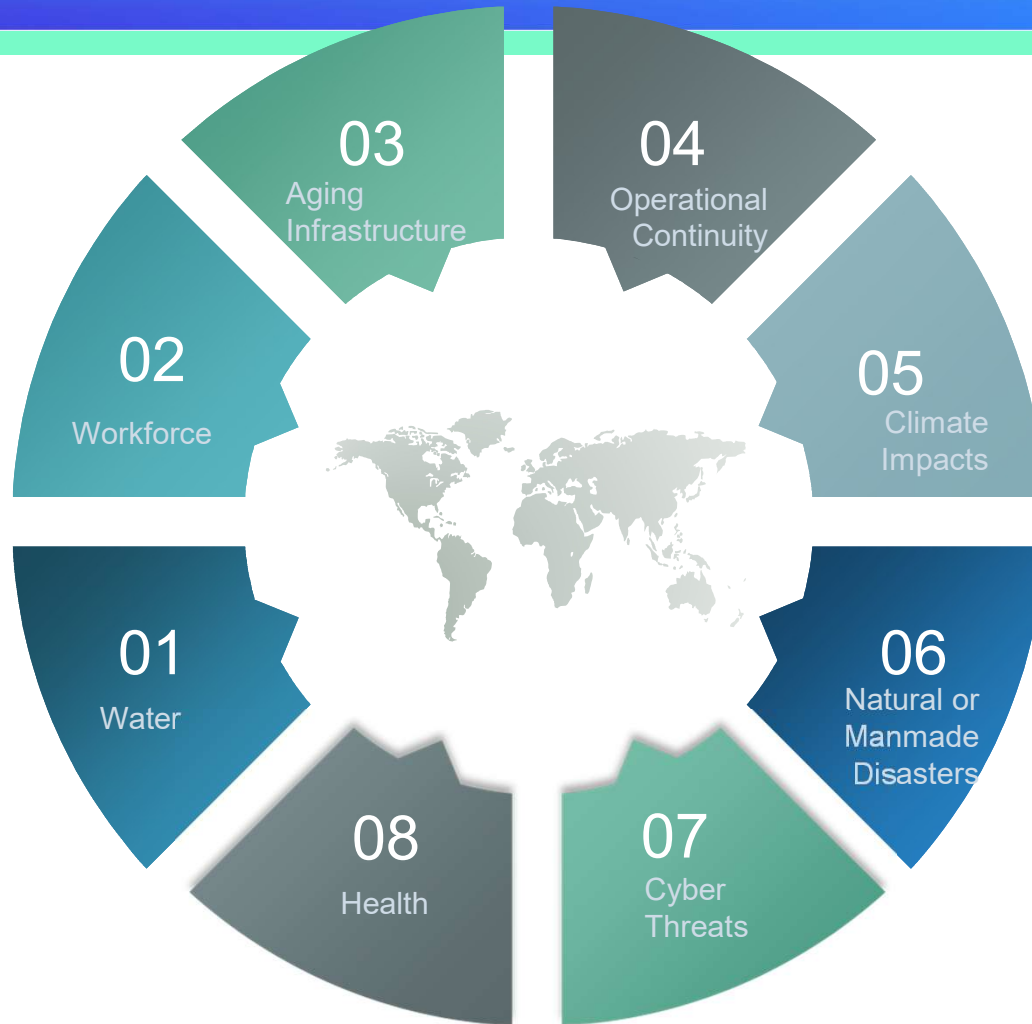 03
Aging
Infrastructure
04
Operational
Continuity
02
Workforce
05
Climate
Impacts
01
Water
06
Natural or
Manmade
Disasters
08
Health
07
Cyber
Threats